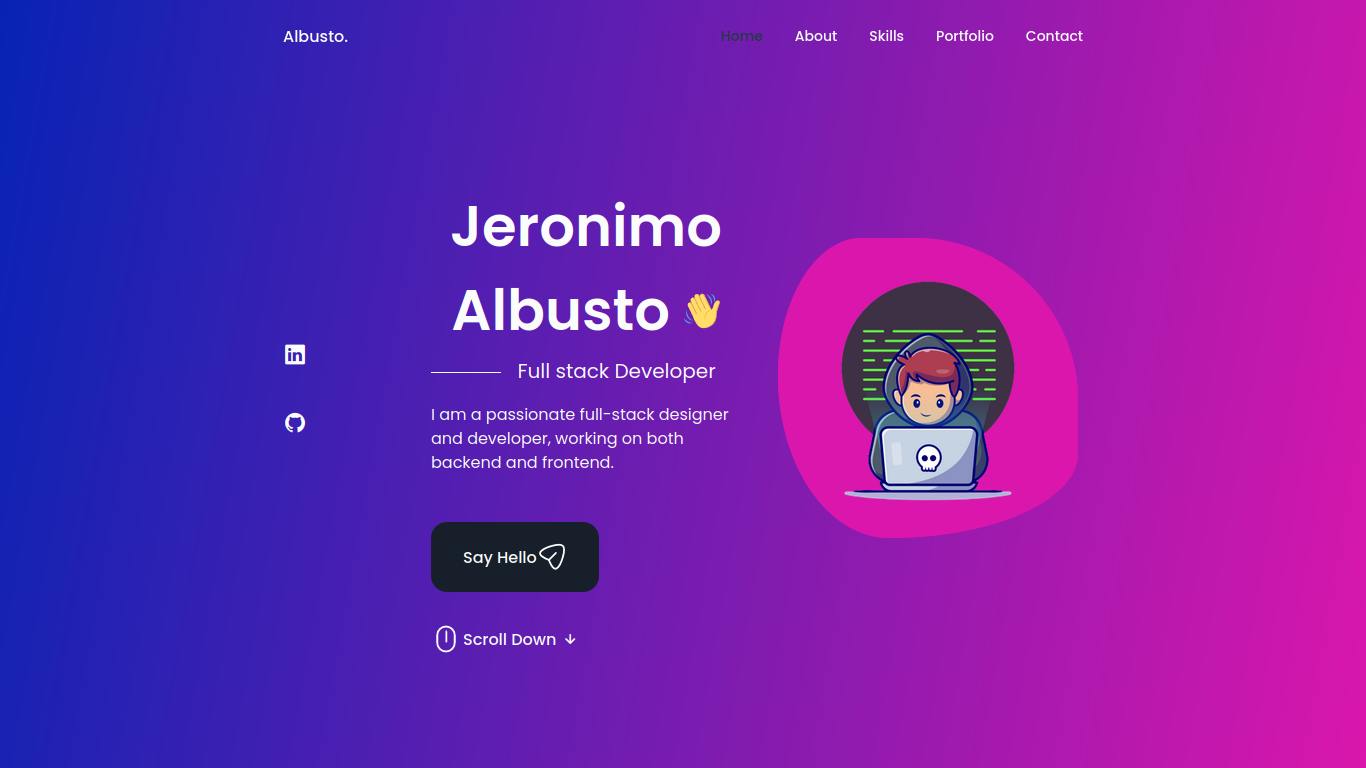 Albusto.
Home About Skills Portfolio Contact
Jeronimo
Albusto 👋
Full stack Developer
I am a passionate full-stack designer
and developer, working on both
backend and frontend.
Say Hello
Scroll Down